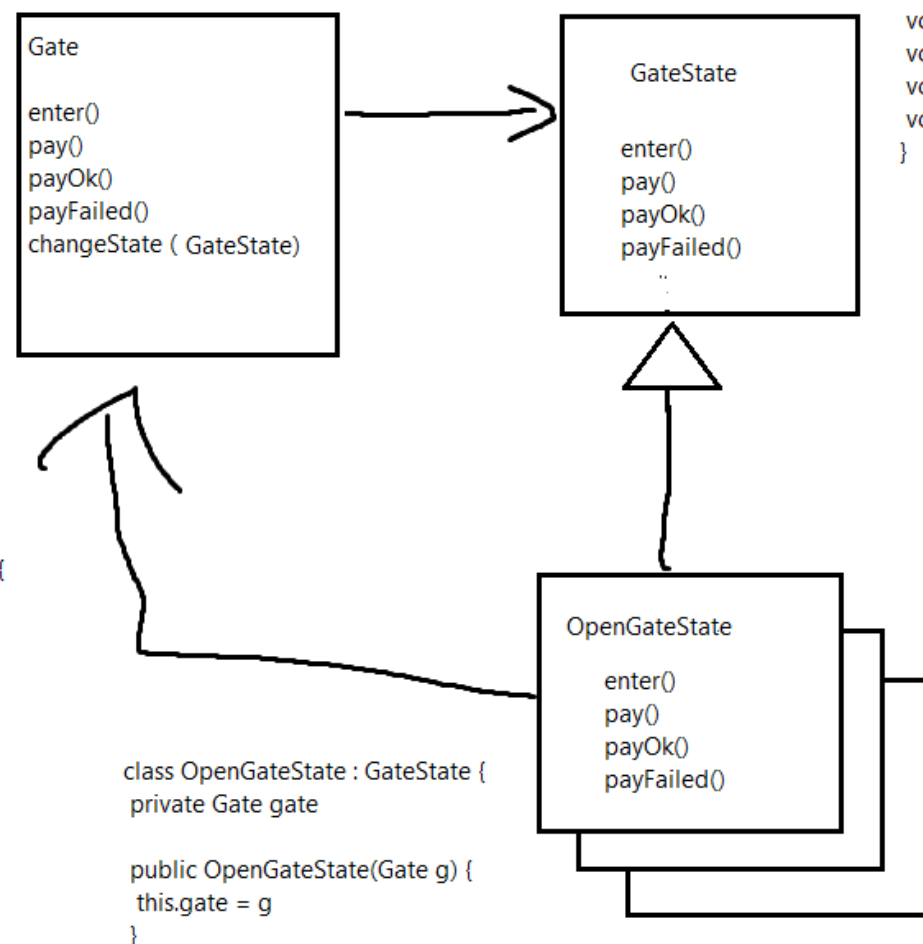 Gate
enter()
pay()
payOk()
payFailed()
changeState ( GateState)
GateState
enter()
pay()
payOk()
payFailed()
}
{
OpenGateState
enter()
pay()
payOk()
payFailed()
class OpenGateState : GateState {
private Gate gate
public OpenGateState(Gate g) {
this.gate = g
}